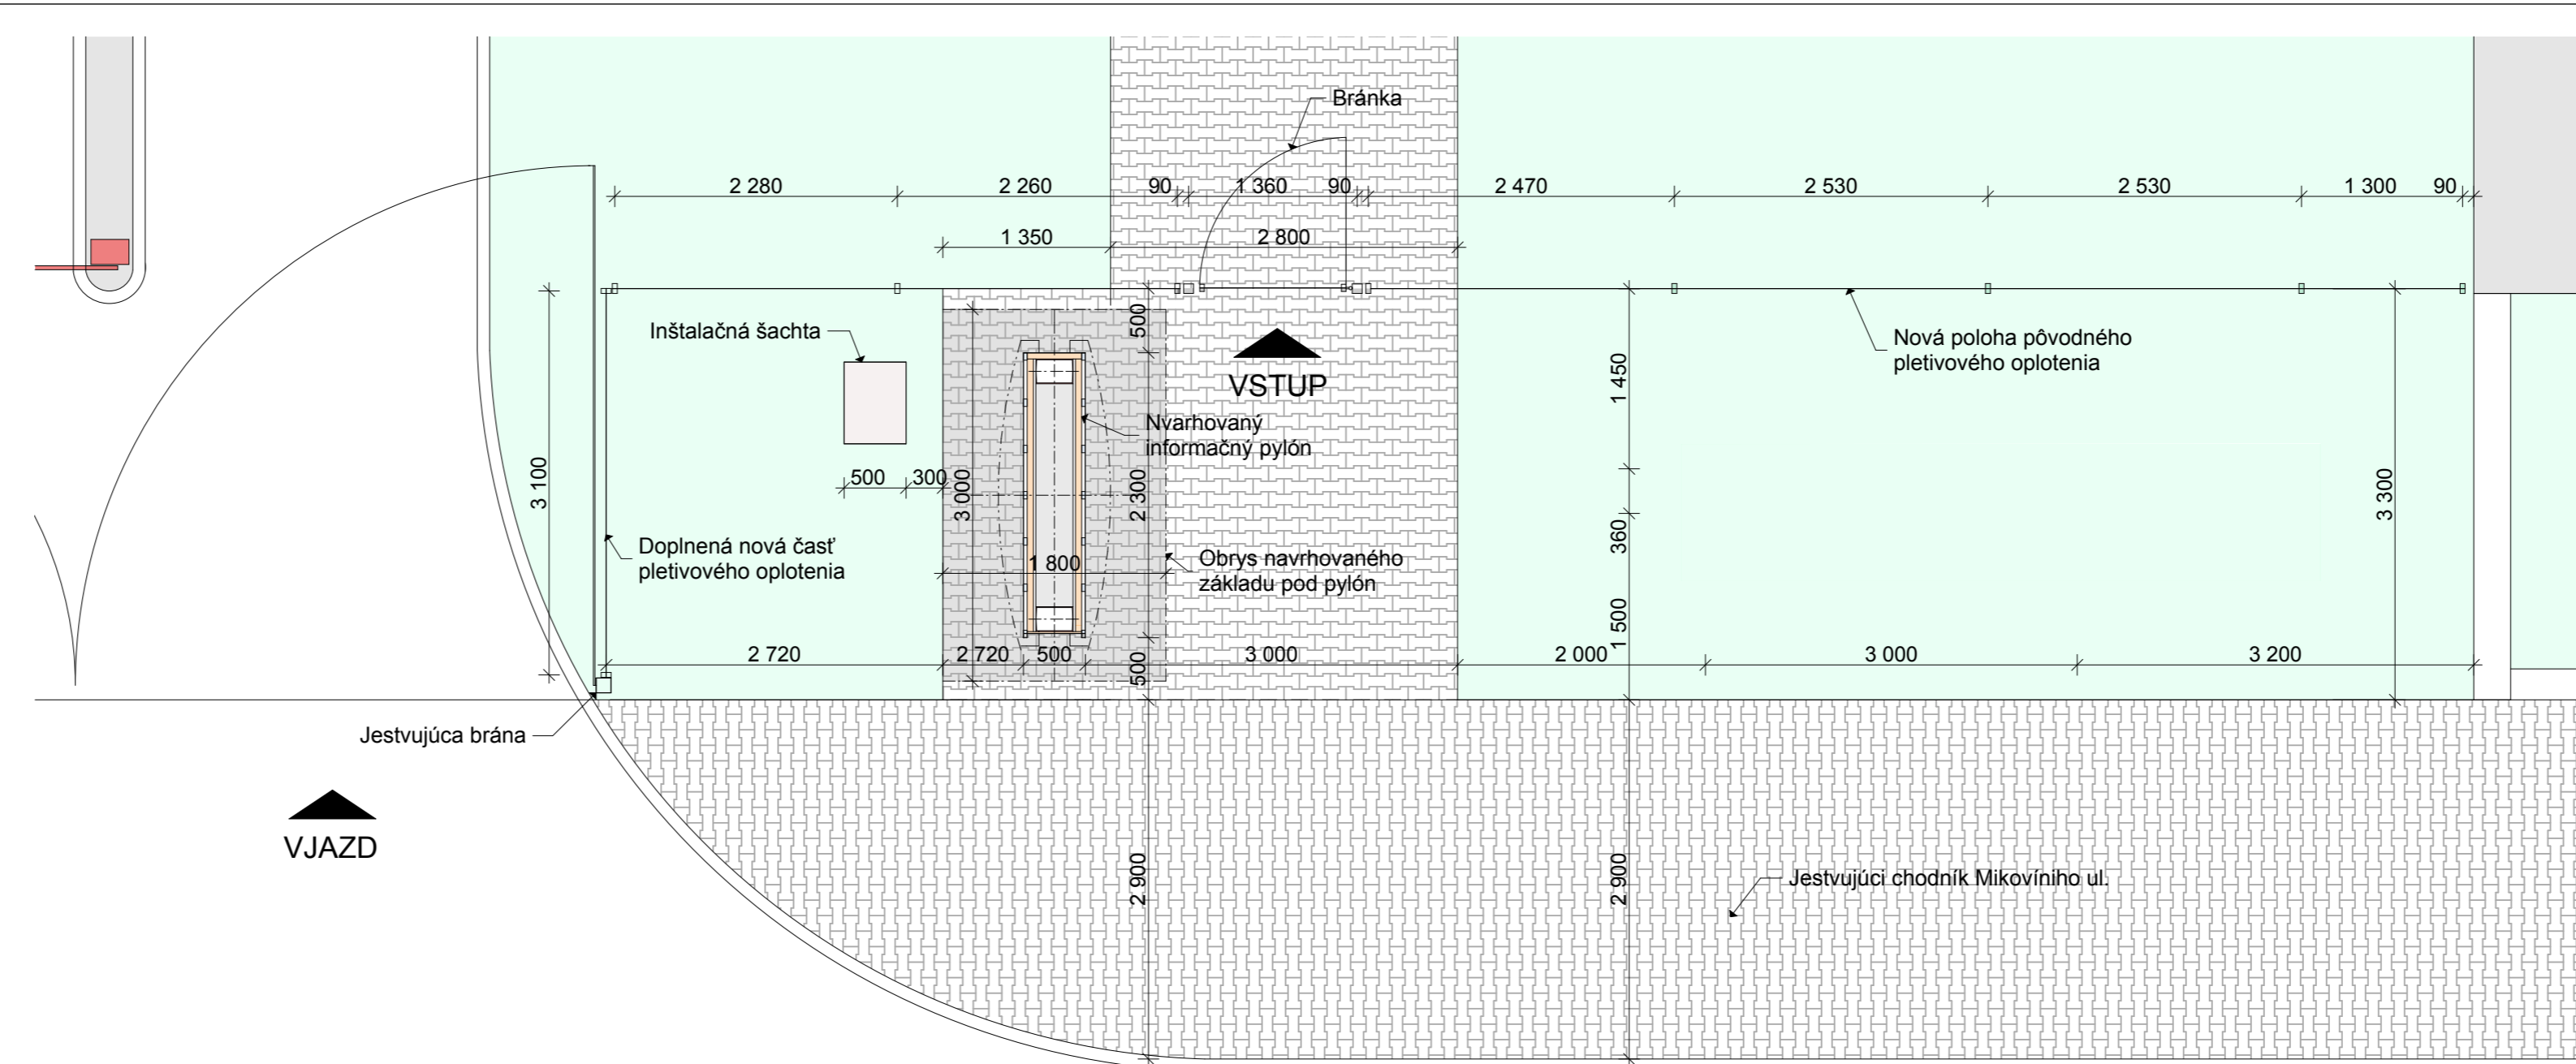 Bránka
2 280
2 260
90
1 360
90
2 470
2 530
2 530
1 300
90
1 350
2 800
500
Inštalačná šachta
VSTUP
Nová poloha pôvodného
pletivového oplotenia
1 450
Nvarhovaný
informačný pylón
500
300
3 000
2 300
3 100
3 300
360
Doplnená nová časť
pletivového oplotenia
1 800
Obrys navrhovaného
základu pod pylón
1 500
2 720
2 720
500
500
3 000
2 000
3 000
3 200
Jestvujúca brána
VJAZD
2 900
2 900
Jestvujúci chodník Mikovíniho ul.